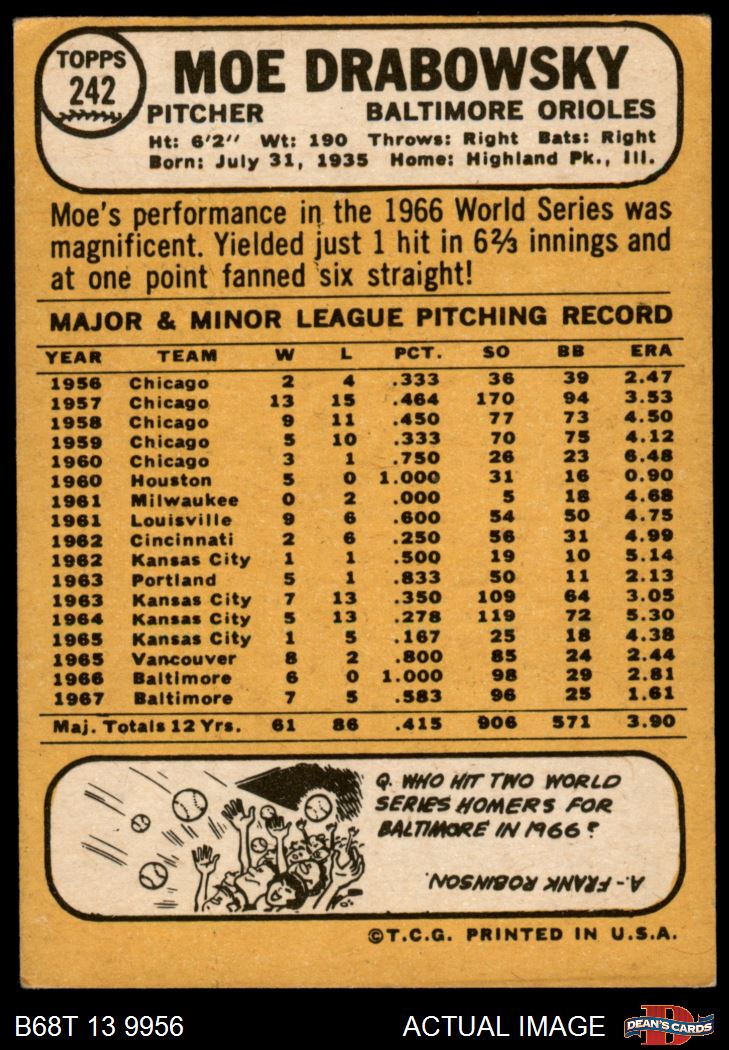 TOPPS
242
MOE DRABOWSKY
PITCHER BALTIMORE ORIOLES
Ht: 6'2" Wt: 190 Throws: Right Bats: Right
Born: July 31, 1935 Home: Highland Pk., Ill.
Moe's performance in the 1966 World Series was
magnificent. Yielded just 1 hit in 6⅔ innings and
at one point fanned six straight!
MAJOR & MINOR LEAGUE PITCHING RECORD
YEAR TEAM W L PCT. SO BB ERA
1956 Chicago 2 4 .333 36 39 2.47
1957 Chicago 13 15 .464 170 94 3.53
1958 Chicago 9 11 .450 77 73 4.50
1959 Chicago 5 10 .333 70 75 4.12
1960 Chicago 3 1 .750 26 23 6.48
1960 Houston 5 0 1.000 31 16 0.90
1961 Milwaukee 0 2 .000 5 18 4.68
1961 Louisville 9 6 .600 54 50 4.75
1962 Cincinnati 2 6 .250 56 31 4.99
1962 Kansas City 1 1 .500 19 10 5.14
1963 Portland 5 1 .833 50 11 2.13
1963 Kansas City 7 13 .350 109 64 3.05
1964 Kansas City 5 13 .278 119 72 5.30
1965 Kansas City 1 5 .167 25 18 4.38
1965 Vancouver 8 2 .800 85 24 2.44
1966 Baltimore 6 0 1.000 98 29 2.81
1967 Baltimore 7 5 .583 96 25 1.61
Maj. Totals 12 Yrs. 61 86 .415 906 571 3.90
Q. WHO HIT TWO WORLD
SERIES HOMERS FOR
BALTIMORE IN 1966?
A.- FRANK ROBINSON.
©T.C.G. PRINTED IN U.S.A.
B68T 13 9956 ACTUAL IMAGE
D
DEAN'S CARDS